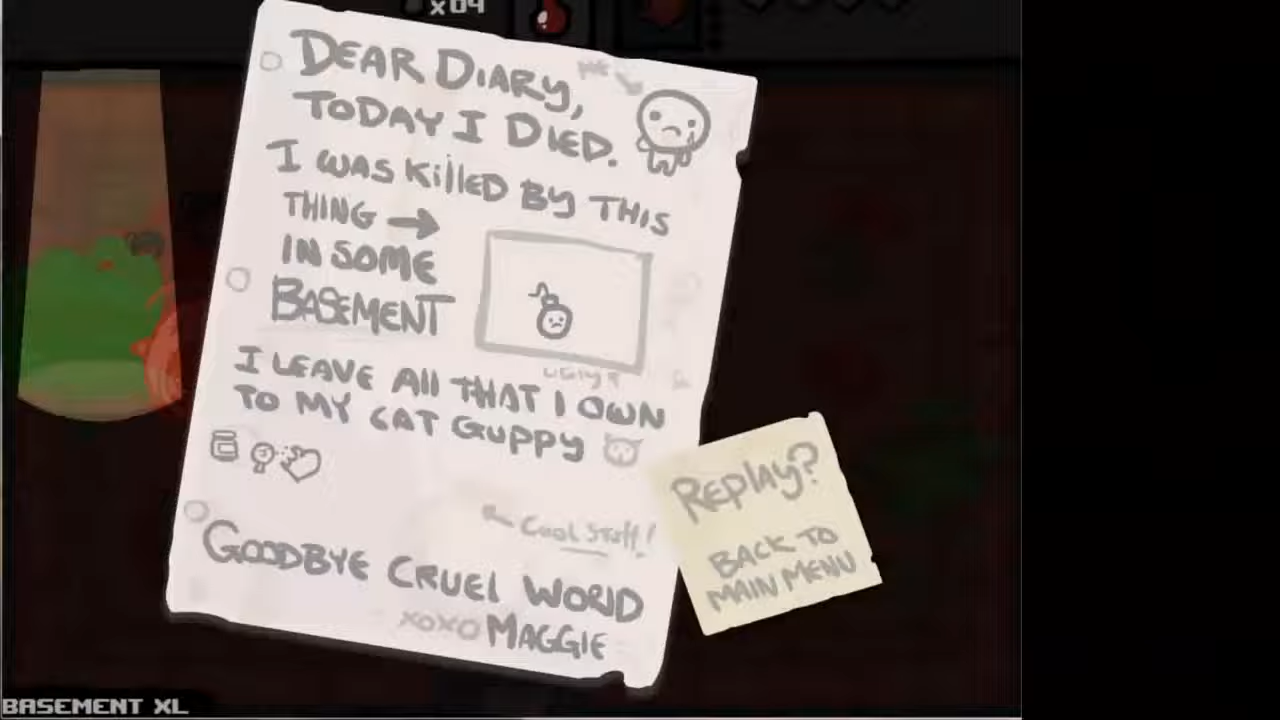 x04
DEAR DIARY,
TODAY I DIED.
I WAS KillED BY THIS
THING
IN SOME
BASEMENT
I LEAVE All THAT I OWN
TO MY CAT GUPPY
COOL STUFF!
GOODBYE CRUEL WORLD
XOXO MAGGIE
REPLAY?
BACK TO
MAIN MENU
BASEMENT XL